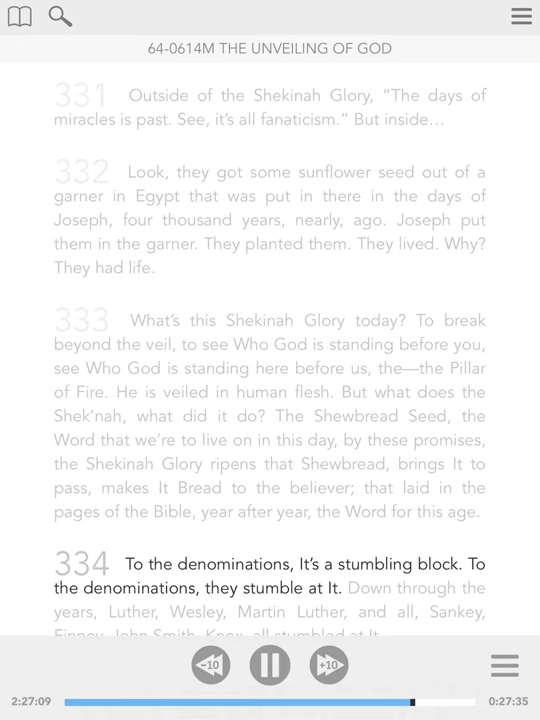 64-0614M THE UNVEILING OF GOD
331 Outside of the Shekinah Glory, “The days of
miracles is past. See, it’s all fanaticism.” But inside…
332 Look, they got some sunflower seed out of a
garner in Egypt that was put in there in the days of
Joseph, four thousand years, nearly, ago. Joseph put
them in the garner. They planted them. They lived. Why?
They had life.
333 What’s this Shekinah Glory today? To break
beyond the veil, to see Who God is standing before you,
see Who God is standing here before us, the—the Pillar
of Fire. He is veiled in human flesh. But what does the
Shek’nah, what did it do? The Shewbread Seed, the
Word that we’re to live on in this day, by these promises,
the Shekinah Glory ripens that Shewbread, brings It to
pass, makes It Bread to the believer; that laid in the
pages of the Bible, year after year, the Word for this age.
334 To the denominations, It’s a stumbling block. To
the denominations, they stumble at It. Down through the
years, Luther, Wesley, Martin Luther, and all, Sankey,
Finney, John Smith, Knox, all stumbled at It.
-10
+10
2:27:09
0:27:35